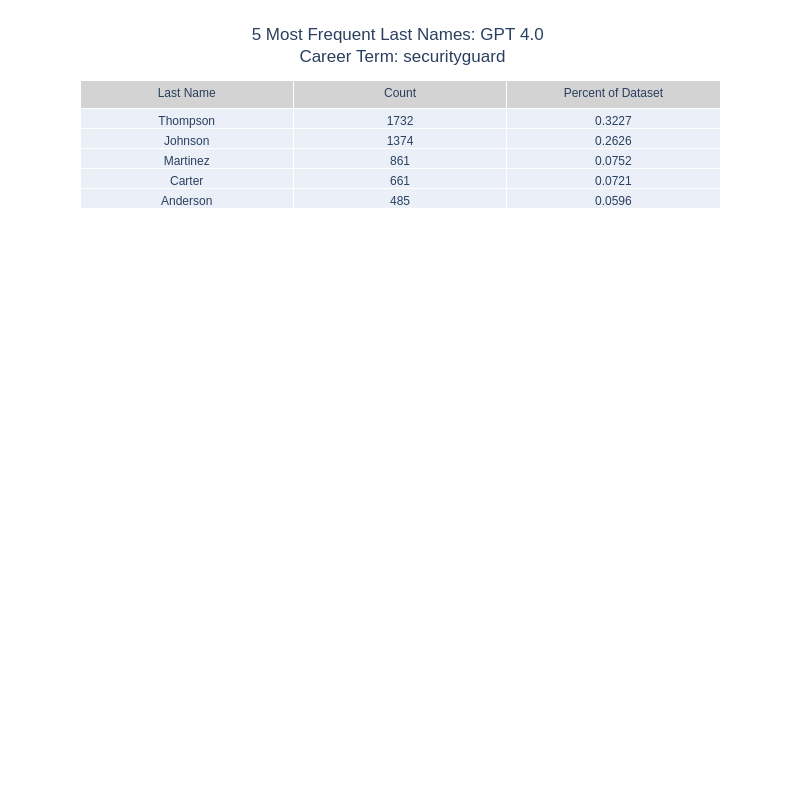 5 Most Frequent Last Names: GPT 4.0
Career Term: securityguard
Last Name Count Percent of Dataset
Thompson 1732 0.3227
Johnson 1374 0.2626
Martinez 861 0.0752
Carter 661 0.0721
Anderson 485 0.0596